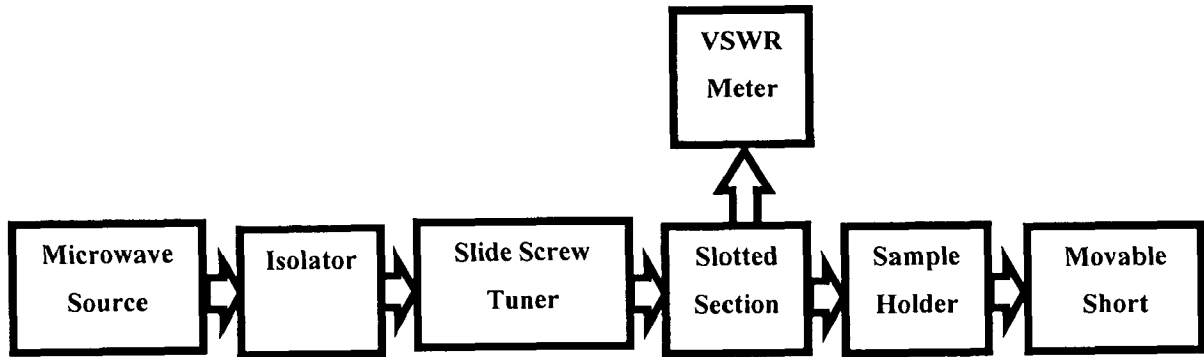 VSWR
Meter
Microwave
Source
Isolator
Slide Screw
Tuner
Slotted
Section
Sample
Holder
Movable
Short